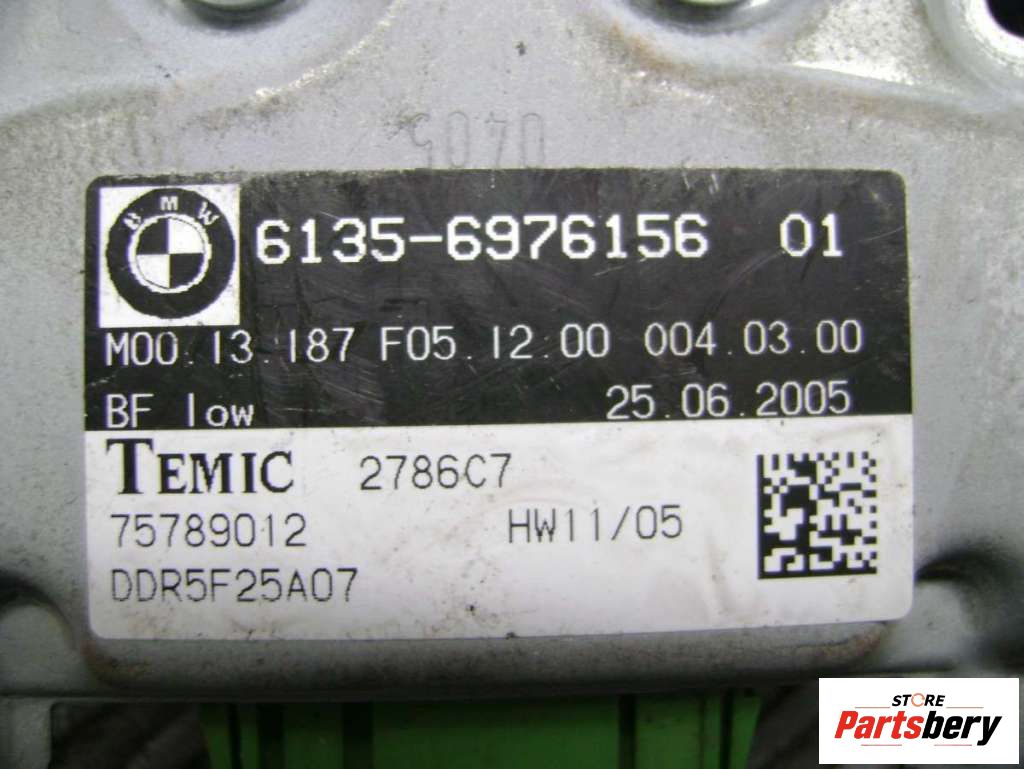 0405
BMW
6135-6976156 01
M00.13.187 F05.12.00 004.03.00
BF low 25.06.2005
TEMIC 2786C7
75789012 HW11/05
DDR5F25A07
STORE
Partsbery